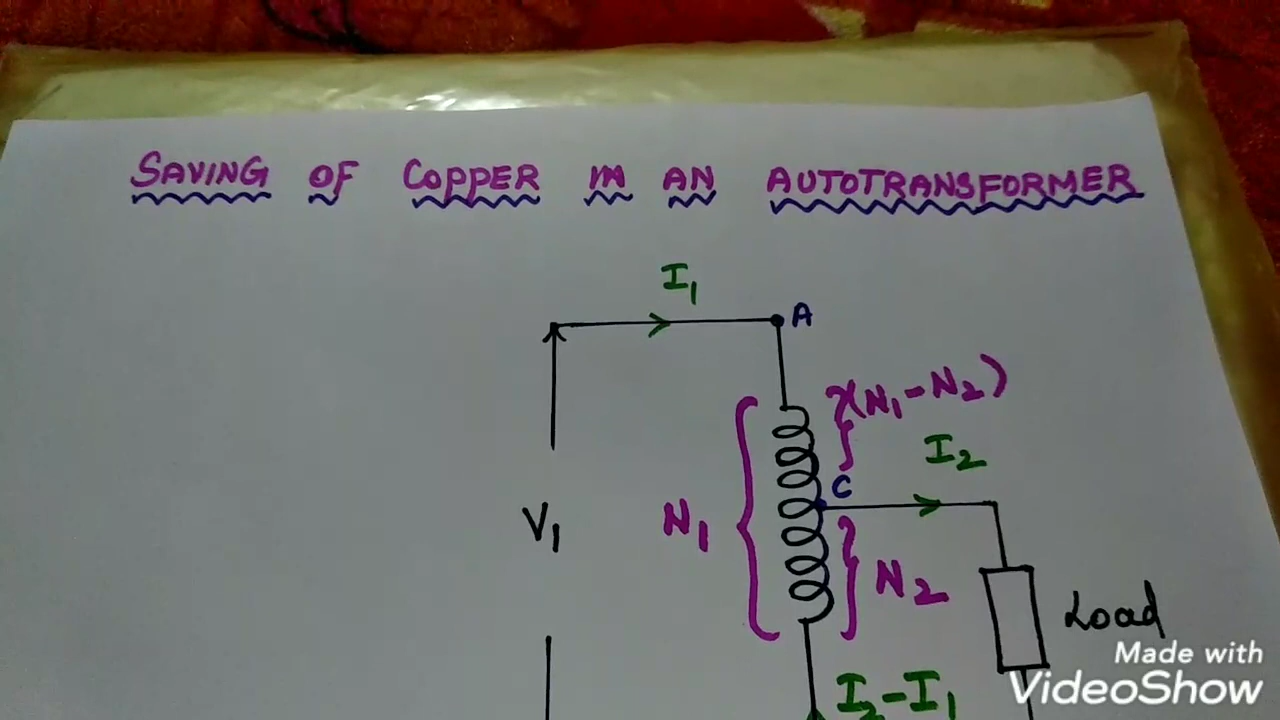 SAVING OF COPPER IN AN AUTOTRANSFORMER
I1
A
(N1-N2)
I2
C
V1
N1
N2
Load
I2-I1
Made with
VideoShow